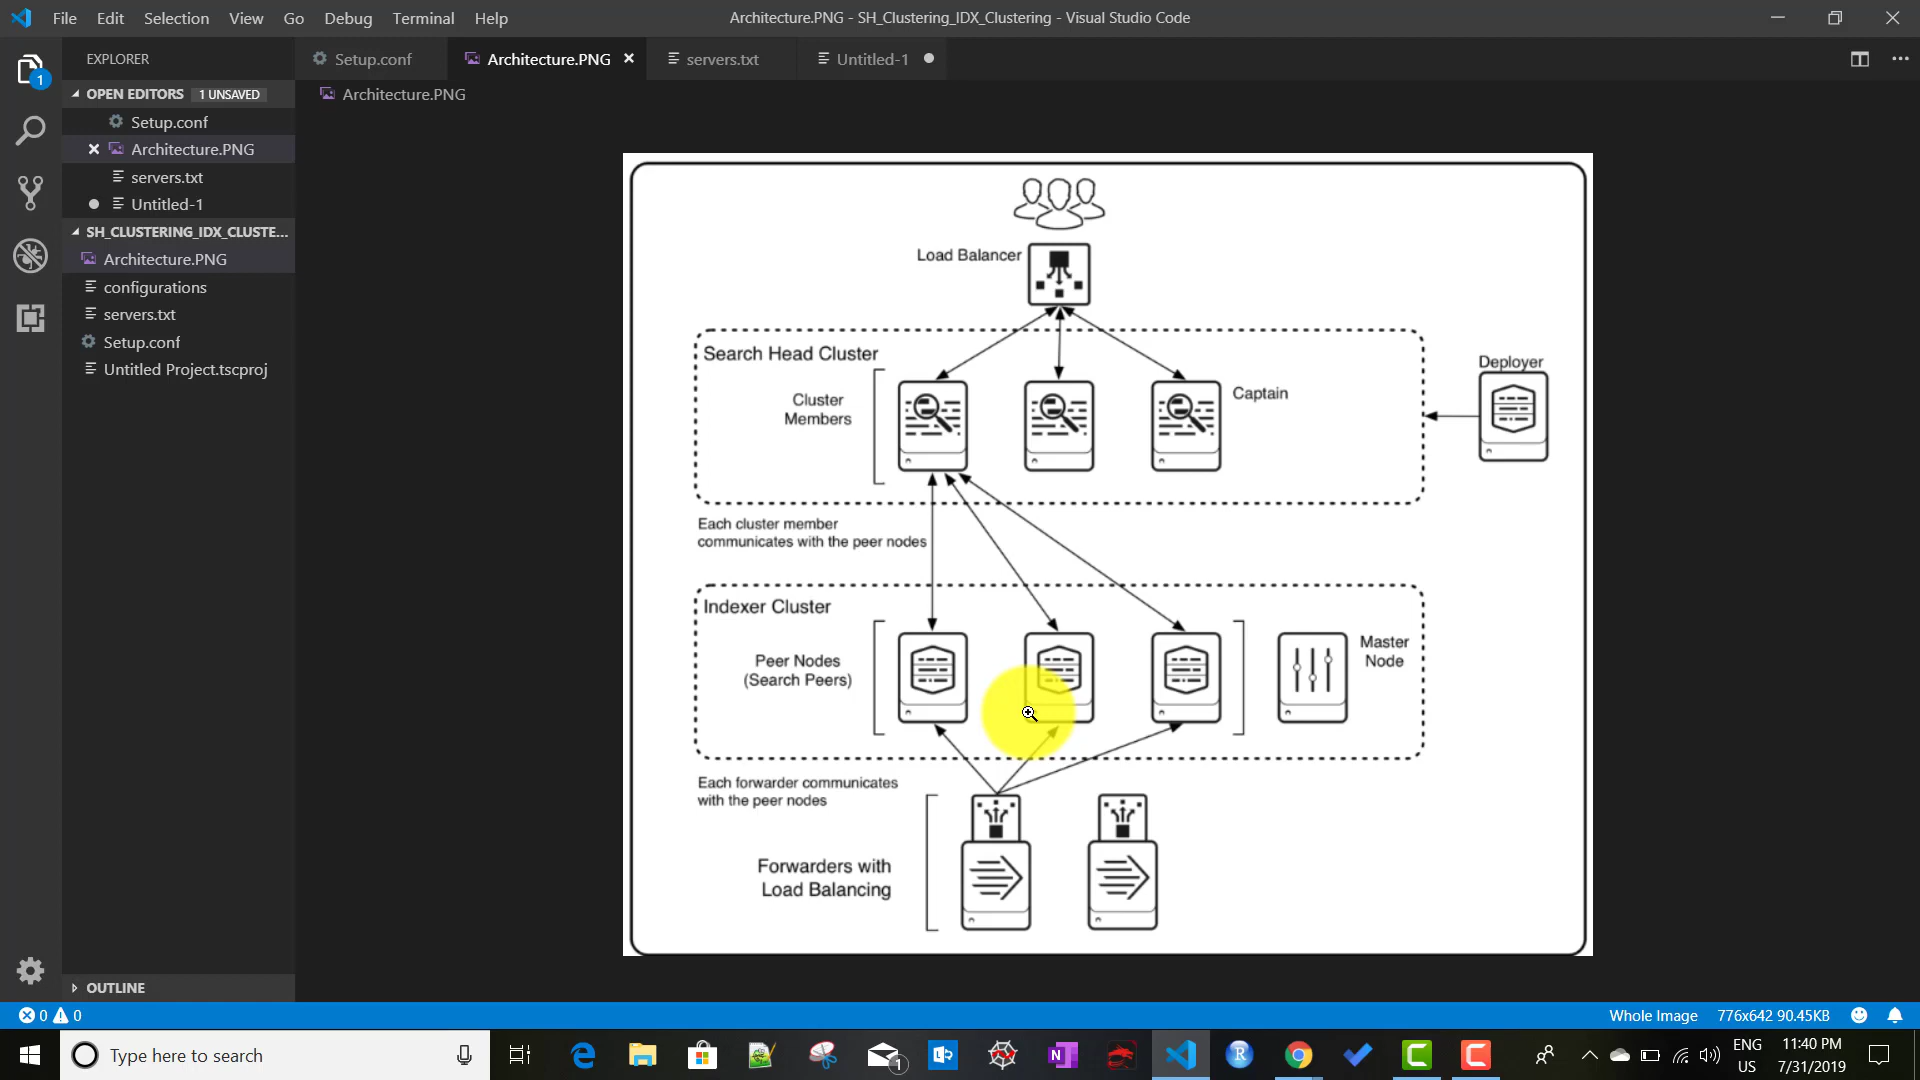 File Edit Selection View Go Debug Terminal Help
Architecture.PNG - SH_Clustering_IDX_Clustering - Visual Studio Code
EXPLORER
Setup.conf
Architecture.PNG
servers.txt
Untitled-1
1
OPEN EDITORS 1 UNSAVED
Setup.conf
Architecture.PNG
servers.txt
Untitled-1
SH_CLUSTERING_IDX_CLUSTE...
Architecture.PNG
configurations
servers.txt
Setup.conf
Untitled Project.tscproj
OUTLINE
Architecture.PNG
Load Balancer
Search Head Cluster
Cluster
Members
Captain
Deployer
Each cluster member
communicates with the peer nodes
Indexer Cluster
Peer Nodes
(Search Peers)
Master
Node
Each forwarder communicates
with the peer nodes
Forwarders with
Load Balancing
0 0
Whole Image 776x642 90.45KB
Type here to search
1
ENG
US
11:40 PM
7/31/2019